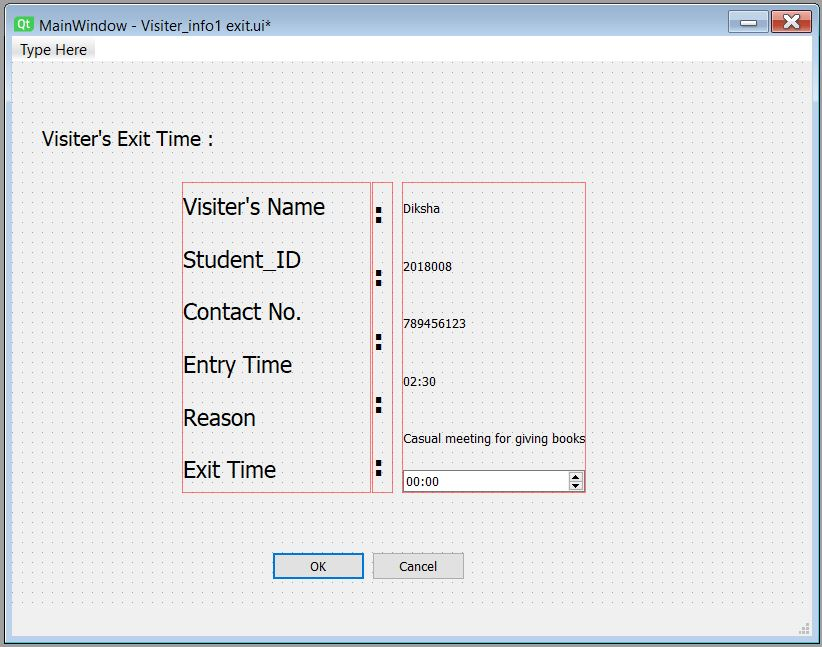 Qt MainWindow - Visiter_info1 exit.ui*
Type Here
Visiter's Exit Time :
Visiter's Name : Diksha
Student_ID : 2018008
Contact No. : 789456123
Entry Time : 02:30
Reason : Casual meeting for giving books
Exit Time 00:00
OK Cancel